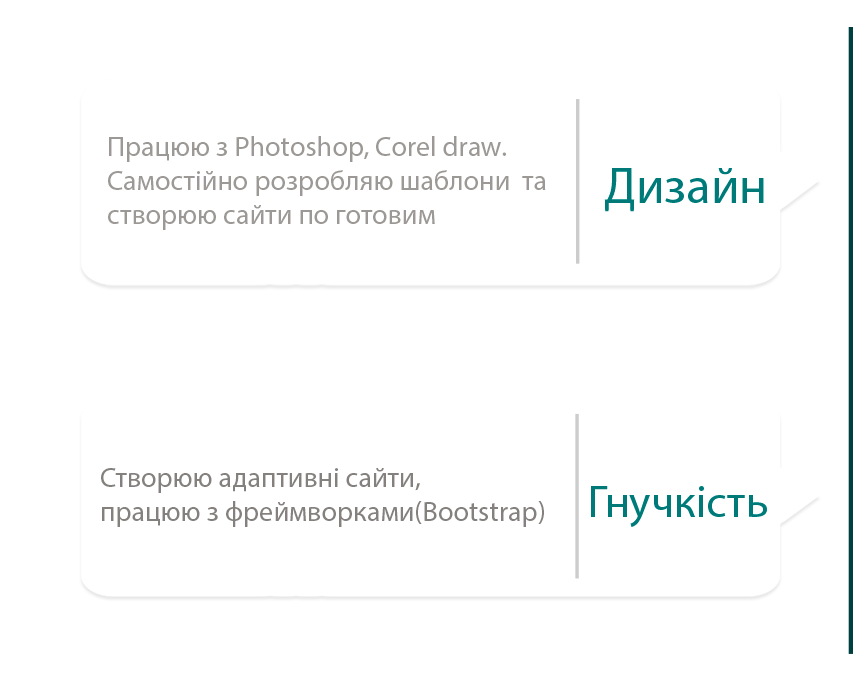 Працюю з Photoshop, Corel draw.
Самостійно розробляю шаблони та
створюю сайти по готовим
Дизайн
Створюю адаптивні сайти,
працюю з фреймворками(Bootstrap)
Гнучкість